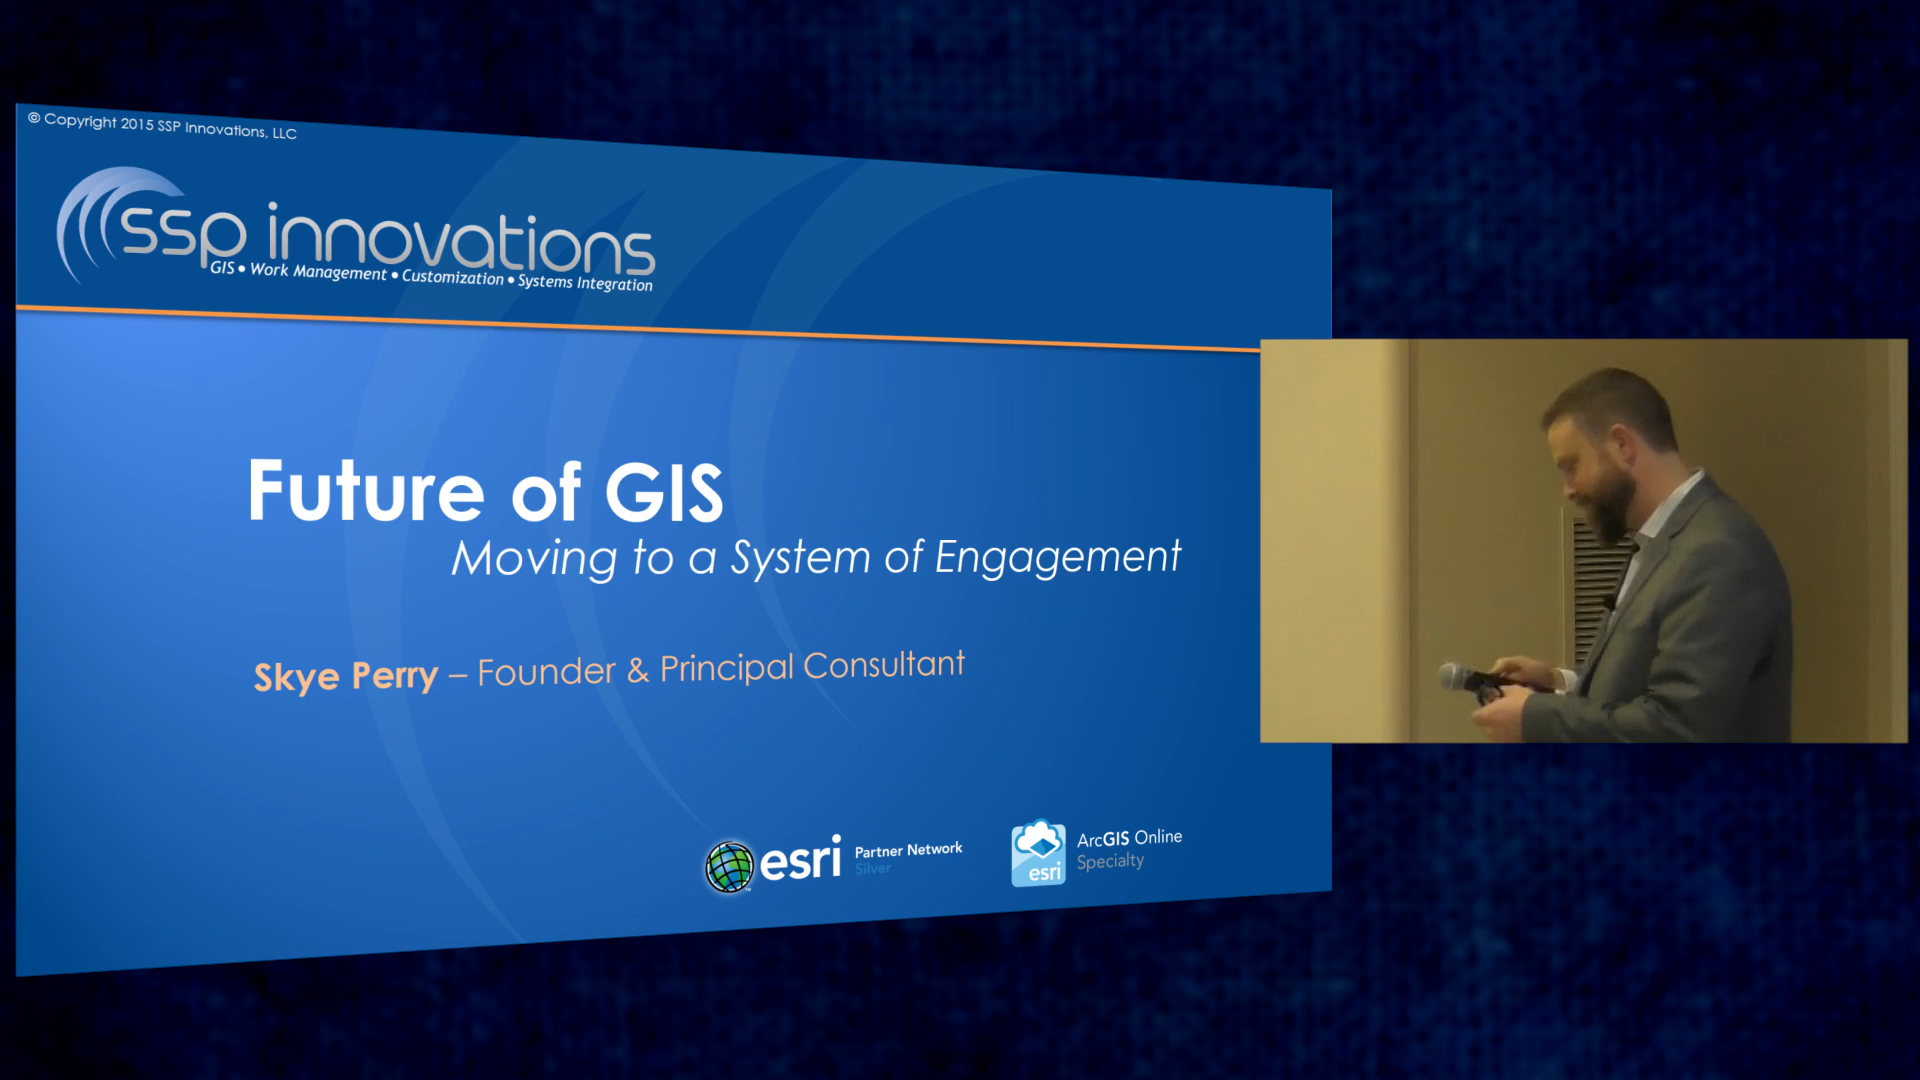 © Copyright 2015 SSP Innovations, LLC
ssp innovations
GIS • Work Management • Customization • Systems Integration
Future of GIS
Moving to a System of Engagement
Skye Perry – Founder & Principal Consultant
esri Partner Network
Silver
esri
ArcGIS Online
Specialty